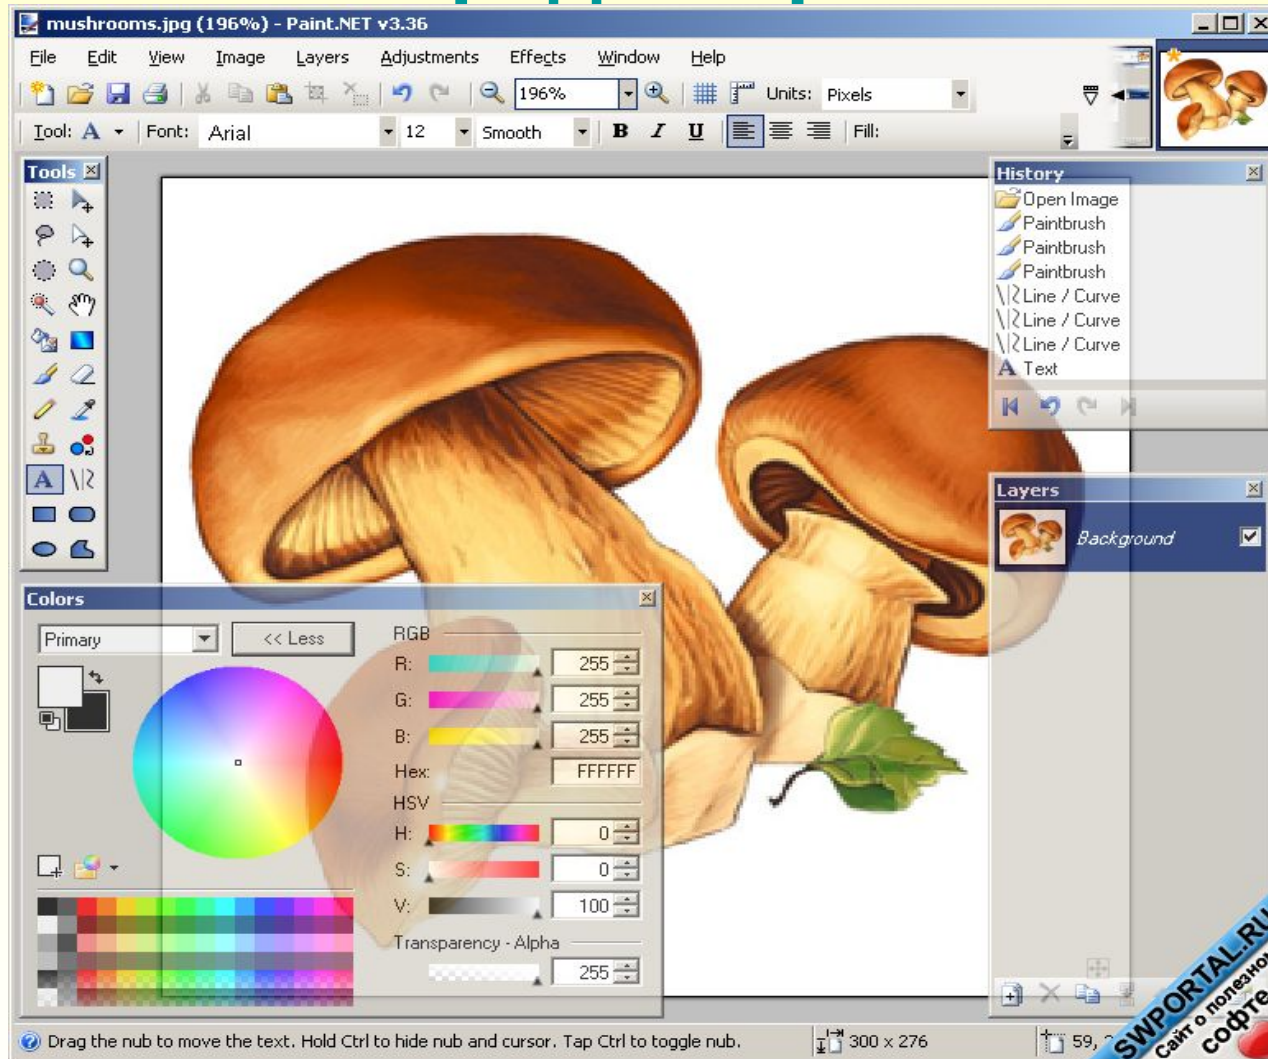 mushrooms.jpg (196%) - Paint.NET v3.36
File Edit View Image Layers Adjustments Effects Window Help
196% Units: Pixels
Tool: A Font: Arial 12 Smooth B I U Fill:
Tools
A
History
Open Image
Paintbrush
Paintbrush
Paintbrush
Line / Curve
Line / Curve
Line / Curve
A Text
Layers
Background
Colors
Primary << Less
RGB
R: 255
G: 255
B: 255
Hex: FFFFFF
HSV
H: 0
S: 0
V: 100
Transparency - Alpha
255
Drag the nub to move the text. Hold Ctrl to hide nub and cursor. Tap Ctrl to toggle nub. 300 x 276 59,
SWPORTAL.RU
Сайт о полезном
софте